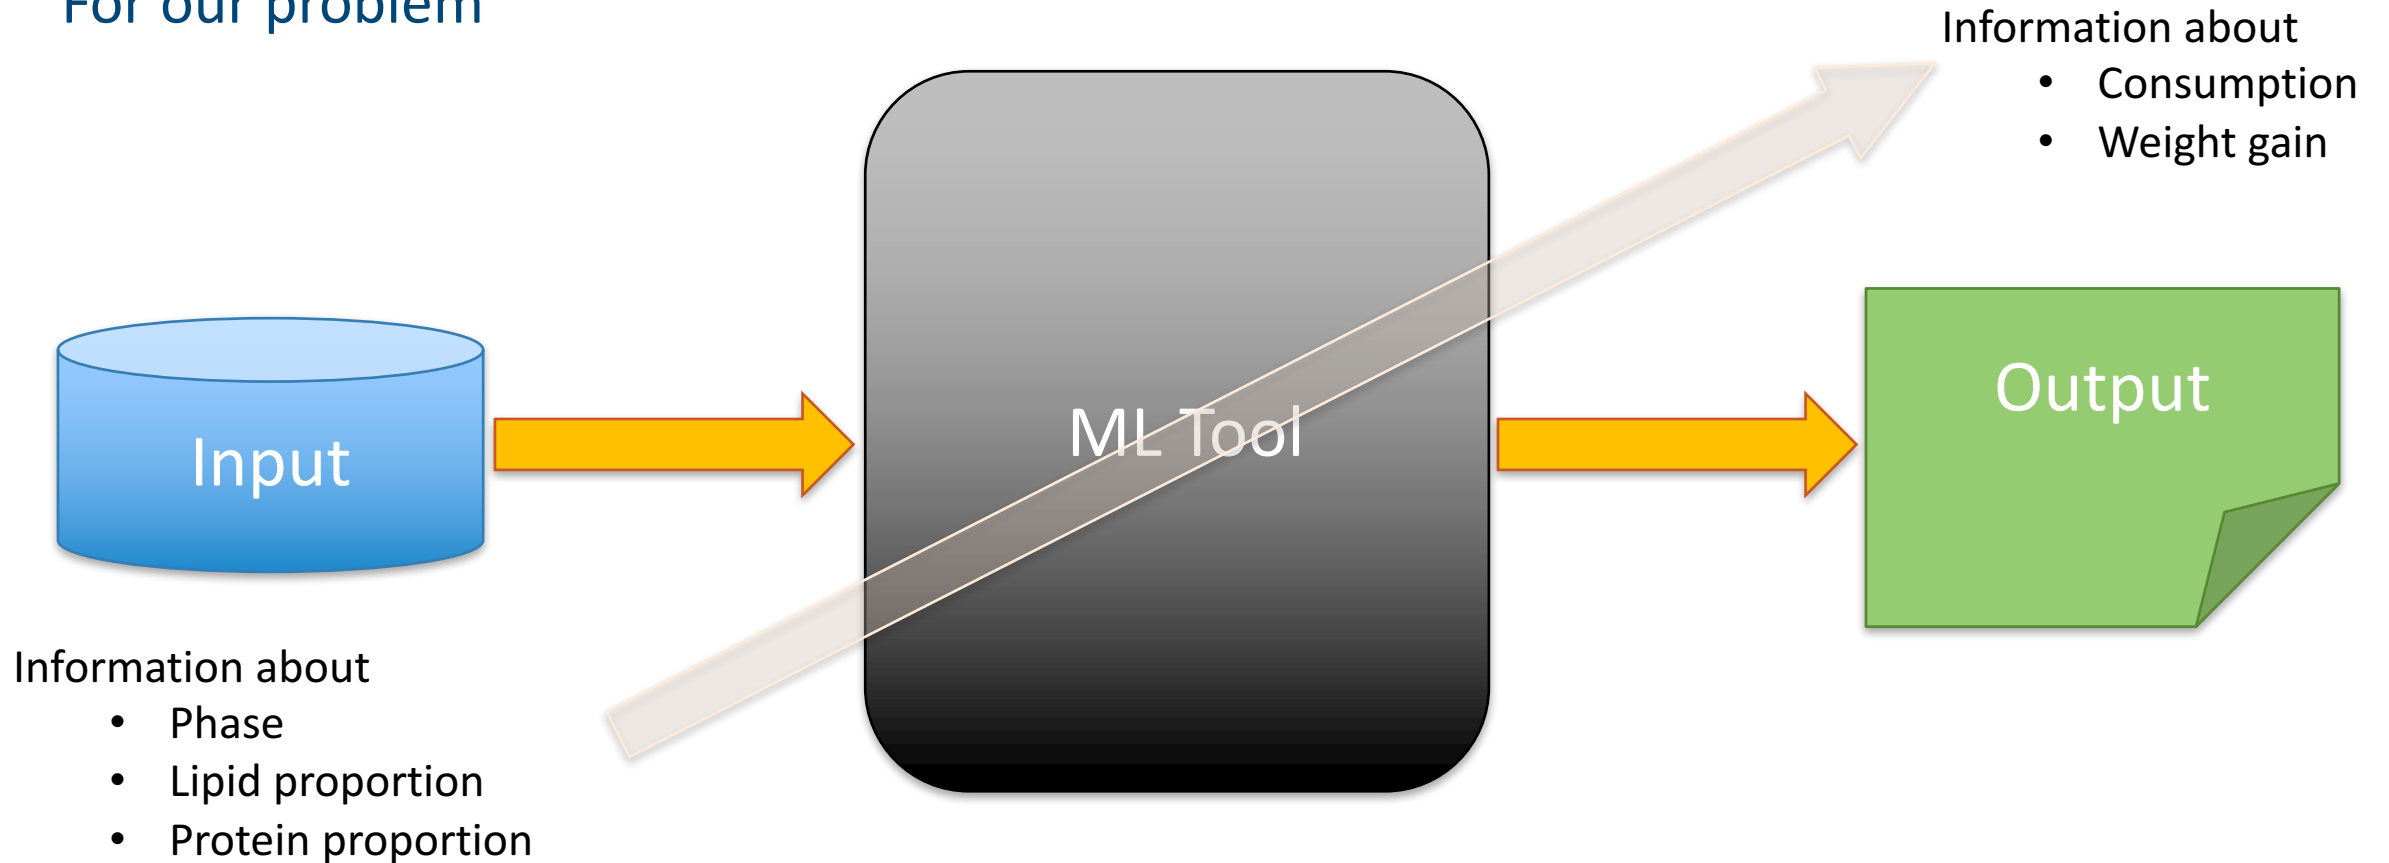 For our problem
Information about
• Consumption
• Weight gain
Input
ML Tool
Output
Information about
• Phase
• Lipid proportion
• Protein proportion